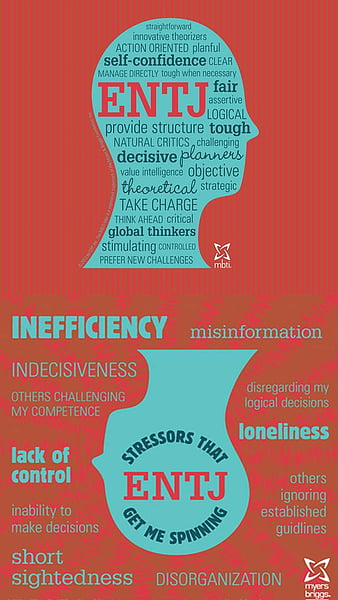 straightforward
innovative theorizers
ACTION ORIENTED planful
self-confidence CLEAR
MANAGE DIRECTLY tough when necessary
ENTJ fair
assertive
LOGICAL
provide structure tough
NATURAL CRITICS challenging
decisive planners
value intelligence objective
theoretical strategic
TAKE CHARGE
THINK AHEAD critical
global thinkers
stimulating CONTROLLED
PREFER NEW CHALLENGES
mbti.
INEFFICIENCY misinformation
INDECISIVENESS
OTHERS CHALLENGING
MY COMPETENCE
disregarding my
logical decisions
loneliness
lack of
control
STRESSORS THAT
ENTJ
GET ME SPINNING
others
ignoring
established
guidlines
inability to
make decisions
short
sightedness
DISORGANIZATION
myers
briggs.